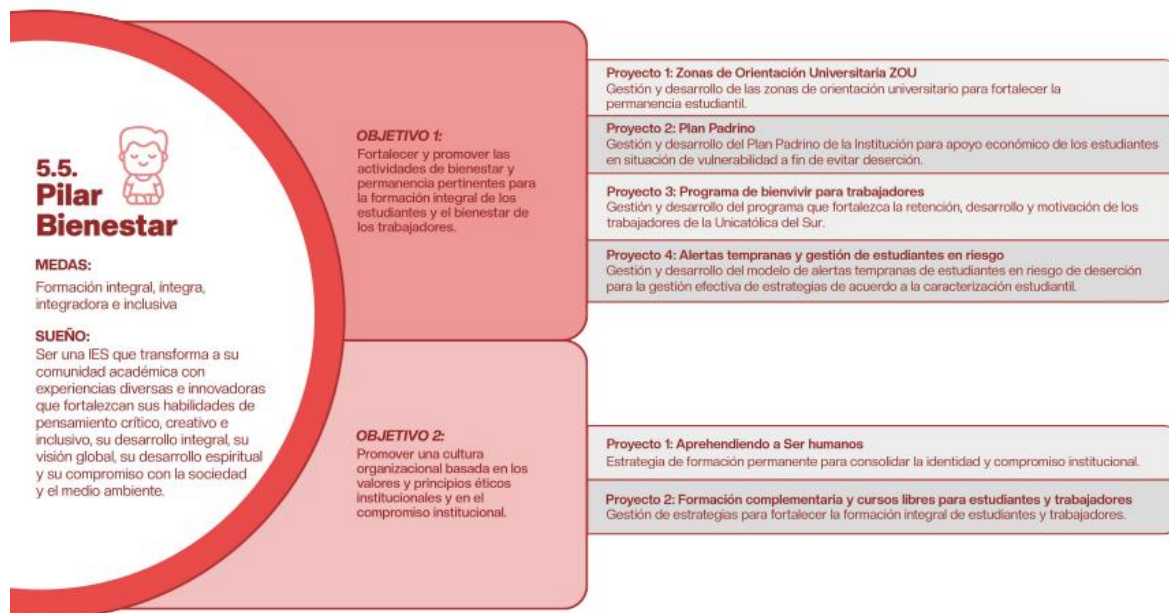 5.5.
Pilar
Bienestar
MEDAS:
Formación integral, íntegra,
integradora e inclusiva
SUEÑO:
Ser una IES que transforma a su
comunidad académica con
experiencias diversas e innovadoras
que fortalezcan sus habilidades de
pensamiento crítico, creativo e
inclusivo, su desarrollo integral, su
visión global, su desarrollo espiritual
y su compromiso con la sociedad
y el medio ambiente.
OBJETIVO 1:
Fortalecer y promover las
actividades de bienestar y
permanencia pertinentes para
la formación integral de los
estudiantes y el bienestar de
los trabajadores.
Proyecto 1: Zonas de Orientación Universitaria ZOU
Gestión y desarrollo de las zonas de orientación universitario para fortalecer la
permanencia estudiantil.
Proyecto 2: Plan Padrino
Gestión y desarrollo del Plan Padrino de la Institución para apoyo económico de los estudiantes
en situación de vulnerabilidad a fin de evitar deserción.
Proyecto 3: Programa de bienvivir para trabajadores
Gestión y desarrollo del programa que fortalezca la retención, desarrollo y motivación de los
trabajadores de la Unicatólica del Sur.
Proyecto 4: Alertas tempranas y gestión de estudiantes en riesgo
Gestión y desarrollo del modelo de alertas tempranas de estudiantes en riesgo de deserción
para la gestión efectiva de estrategias de acuerdo a la caracterización estudiantil.
OBJETIVO 2:
Promover una cultura
organizacional basada en los
valores y principios éticos
institucionales y en el
compromiso institucional.
Proyecto 1: Aprehendiendo a Ser humanos
Estrategia de formación permanente para consolidar la identidad y compromiso institucional.
Proyecto 2: Formación complementaria y cursos libres para estudiantes y trabajadores
Gestión de estrategias para fortalecer la formación integral de estudiantes y trabajadores.